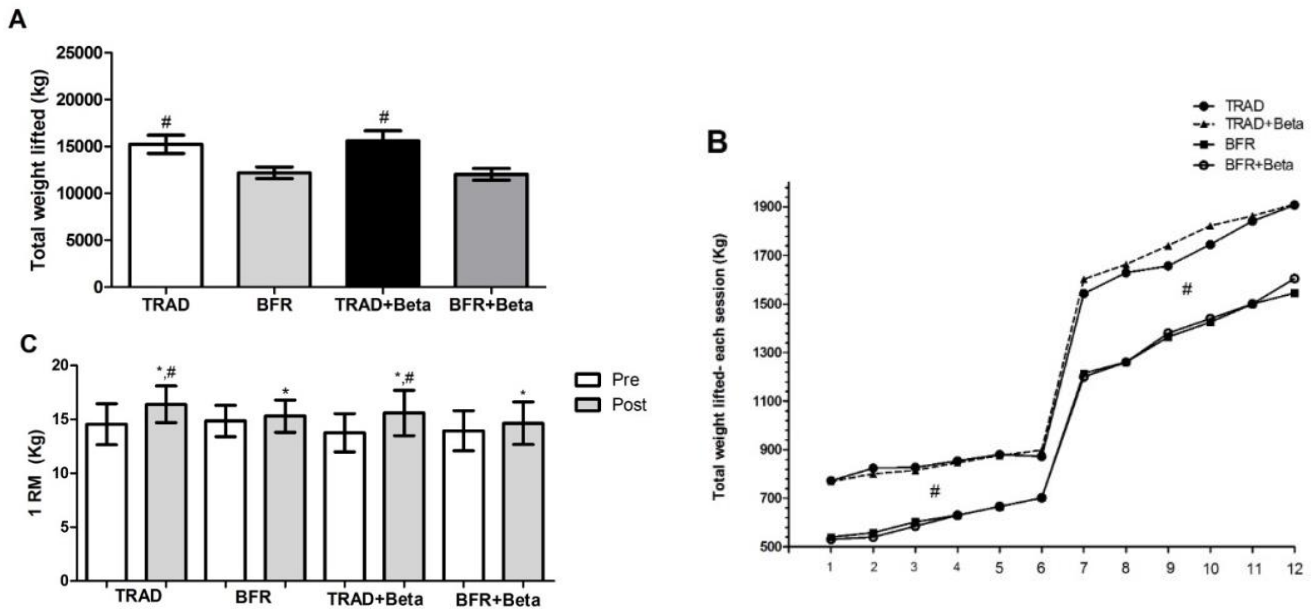 A
Total weight lifted (kg)
25000
20000
15000
10000
5000
0
#
#
TRAD
BFR
TRAD+Beta
BFR+Beta
B
TRAD
TRAD+Beta
BFR
BFR+Beta
Total weight lifted- each session (Kg)
1900
1700
1500
1300
1100
900
700
500
#
#
1 2 3 4 5 6 7 8 9 10 11 12
C
1 RM (Kg)
20
15
10
5
0
*,#
*
*,#
*
Pre
Post
TRAD
BFR
TRAD+Beta
BFR+Beta